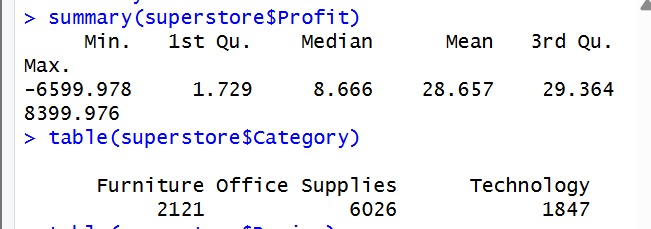 > summary(superstore$Profit)
Min. 1st Qu. Median Mean 3rd Qu.
Max.
-6599.978 1.729 8.666 28.657 29.364
8399.976
> table(superstore$Category)
Furniture Office Supplies Technology
2121 6026 1847